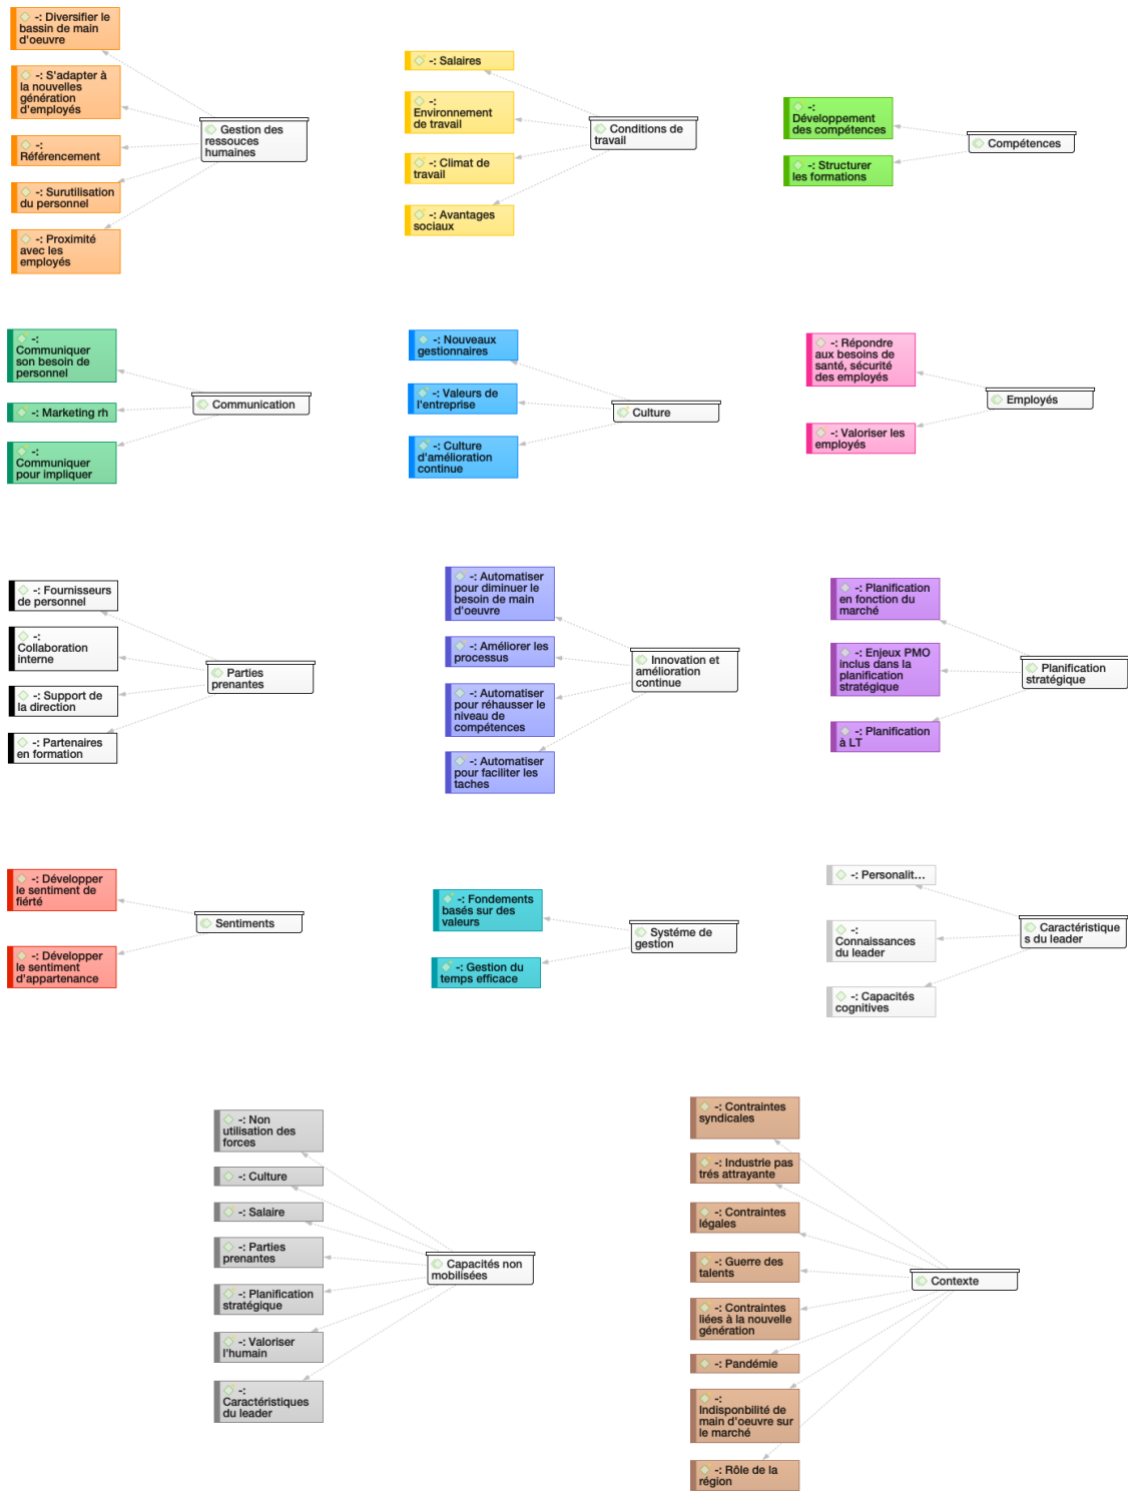 -: Diversifier le
bassin de main
d'oeuvre
-: S'adapter à
la nouvelles
génération
d'employés
-:
Référencement
-: Surutilisation
du personnel
-: Proximité
avec les
employés
Gestion des
ressouces
humaines
-: Salaires
-:
Environnement
de travail
-: Climat de
travail
-: Avantages
sociaux
Conditions de
travail
-:
Développement
des compétences
-: Structurer
les formations
Compétences
-:
Communiquer
son besoin de
personnel
-: Marketing rh
-:
Communiquer
pour impliquer
Communication
-: Nouveaux
gestionnaires
-: Valeurs de
l'entreprise
-: Culture
d'amélioration
continue
Culture
-: Répondre
aux besoins de
santé, sécurité
des employés
-: Valoriser les
employés
Employés
-: Fournisseurs
de personnel
-:
Collaboration
interne
-: Support de
la direction
-: Partenaires
en formation
Parties
prenantes
-: Automatiser
pour diminuer le
besoin de main
d'oeuvre
-: Améliorer les
processus
-: Automatiser
pour réhausser le
niveau de
compétences
-: Automatiser
pour faciliter les
taches
Innovation et
amélioration
continue
-: Planification
en fonction du
marché
-: Enjeux PMO
inclus dans la
planification
stratégique
-: Planification
à LT
Planification
stratégique
-: Développer
le sentiment de
fiérté
-: Développer
le sentiment
d'appartenance
Sentiments
-: Fondements
basés sur des
valeurs
-: Gestion du
temps efficace
Systéme de
gestion
-: Personalit...
-:
Connaissances
du leader
-: Capacités
cognitives
Caractéristique
s du leader
-: Non
utilisation des
forces
-: Culture
-: Salaire
-: Parties
prenantes
-: Planification
stratégique
-: Valoriser
l'humain
-:
Caractéristiques
du leader
Capacités non
mobilisées
-: Contraintes
syndicales
-: Industrie pas
trés attrayante
-: Contraintes
légales
-: Guerre des
talents
-: Contraintes
liées à la nouvelle
génération
-: Pandémie
-:
Indisponbilité de
main d'oeuvre sur
le marché
-: Rôle de la
région
Contexte